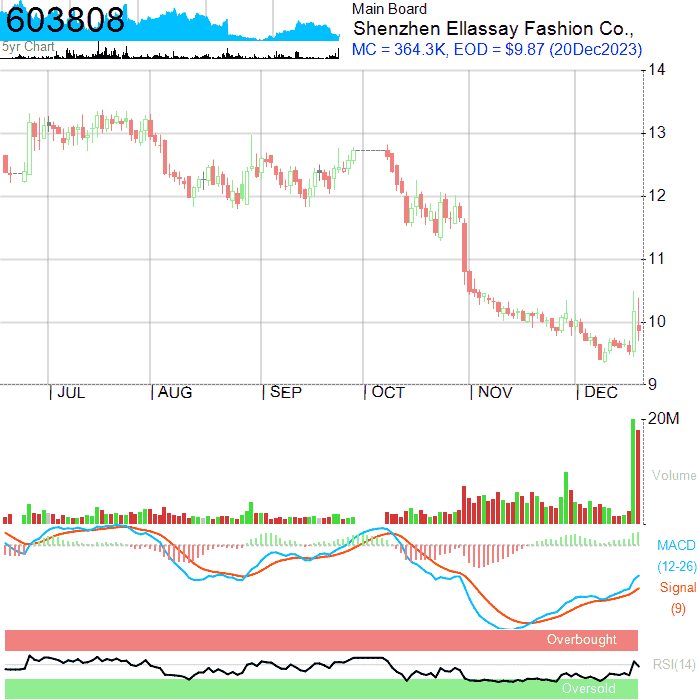 603808
5yr Chart
Main Board
Shenzhen Ellassay Fashion Co.,
MC = 364.3K, EOD = $9.87 (20Dec2023)
14
13
12
11
10
9
JUL
AUG
SEP
OCT
NOV
DEC
20M
Volume
MACD
(12-26)
Signal
(9)
Overbought
RSI(14)
Oversold